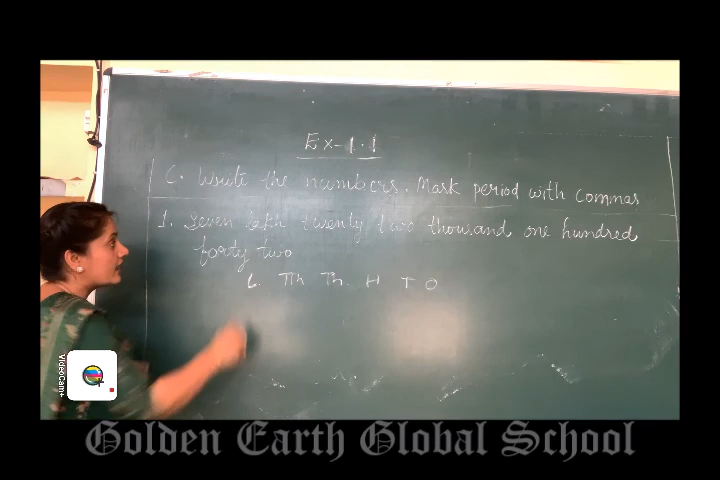 Ex-1.1
C. Write the numbers. Mask period with commas
1. Seven lakh twenty two thousand one hundred
forty two
L. TTh Th. H T O
VideoCam+
Golden Earth Global School